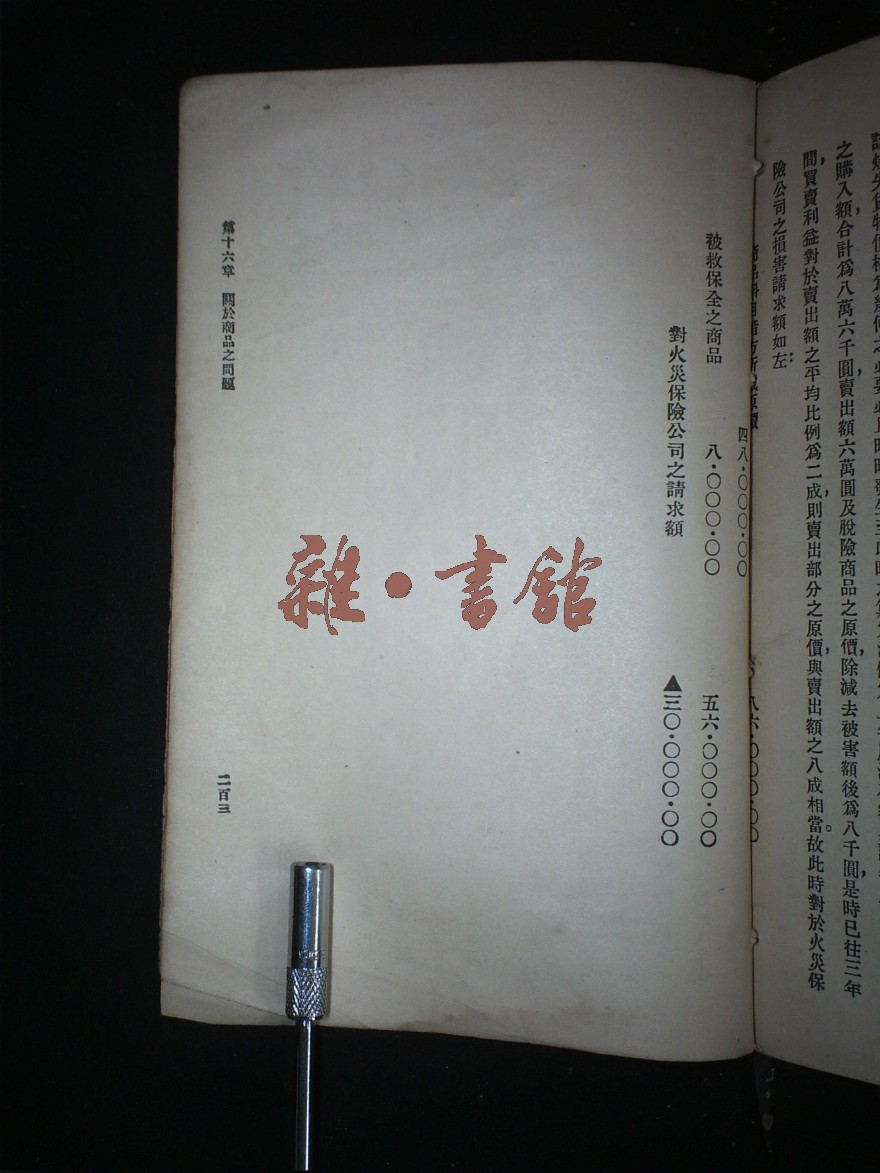 之購入額合計爲八萬六千圓,賣出額六萬圓及脫險商品之原價,除減去被害額後爲八千圓,是時已往三年
間,買賣利益對於賣出額之平均比例爲二成,則賣出部分之原價,與賣出額之八成相當。故此時對於火災保
險公司之損害請求額如左:
八六·〇〇〇·〇〇
四八·〇〇〇·〇〇
被救保全之商品 八·〇〇〇·〇〇 五六·〇〇〇·〇〇
對火災保險公司之請求額 ▲三〇·〇〇〇·〇〇
第十六章 關於商品之問題
二百三
雜·書館